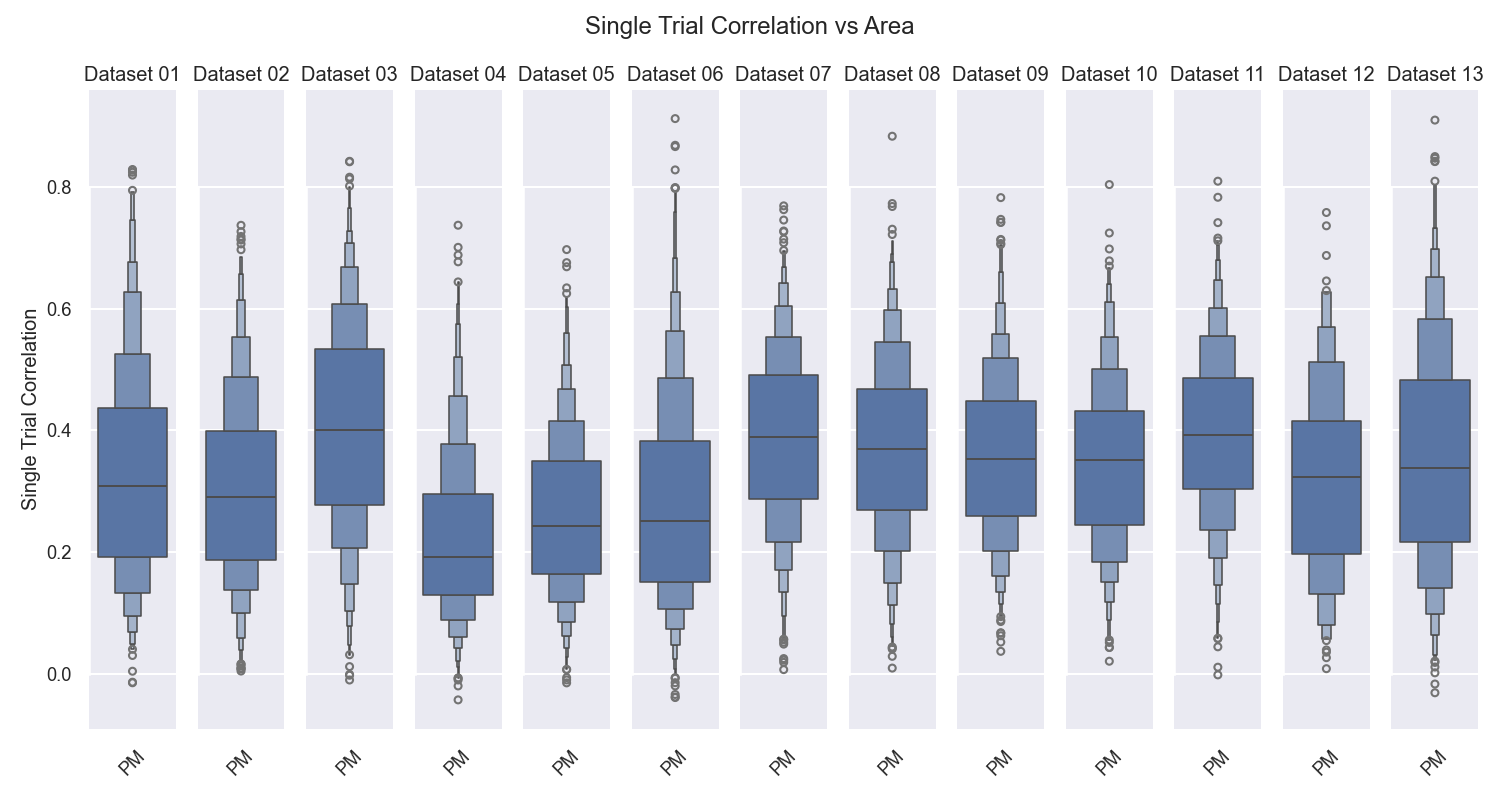 Single Trial Correlation vs Area
Dataset 01 Dataset 02 Dataset 03 Dataset 04 Dataset 05 Dataset 06 Dataset 07 Dataset 08 Dataset 09 Dataset 10 Dataset 11 Dataset 12 Dataset 13
Single Trial Correlation
0.8
0.6
0.4
0.2
0.0
PM PM PM PM PM PM PM PM PM PM PM PM PM